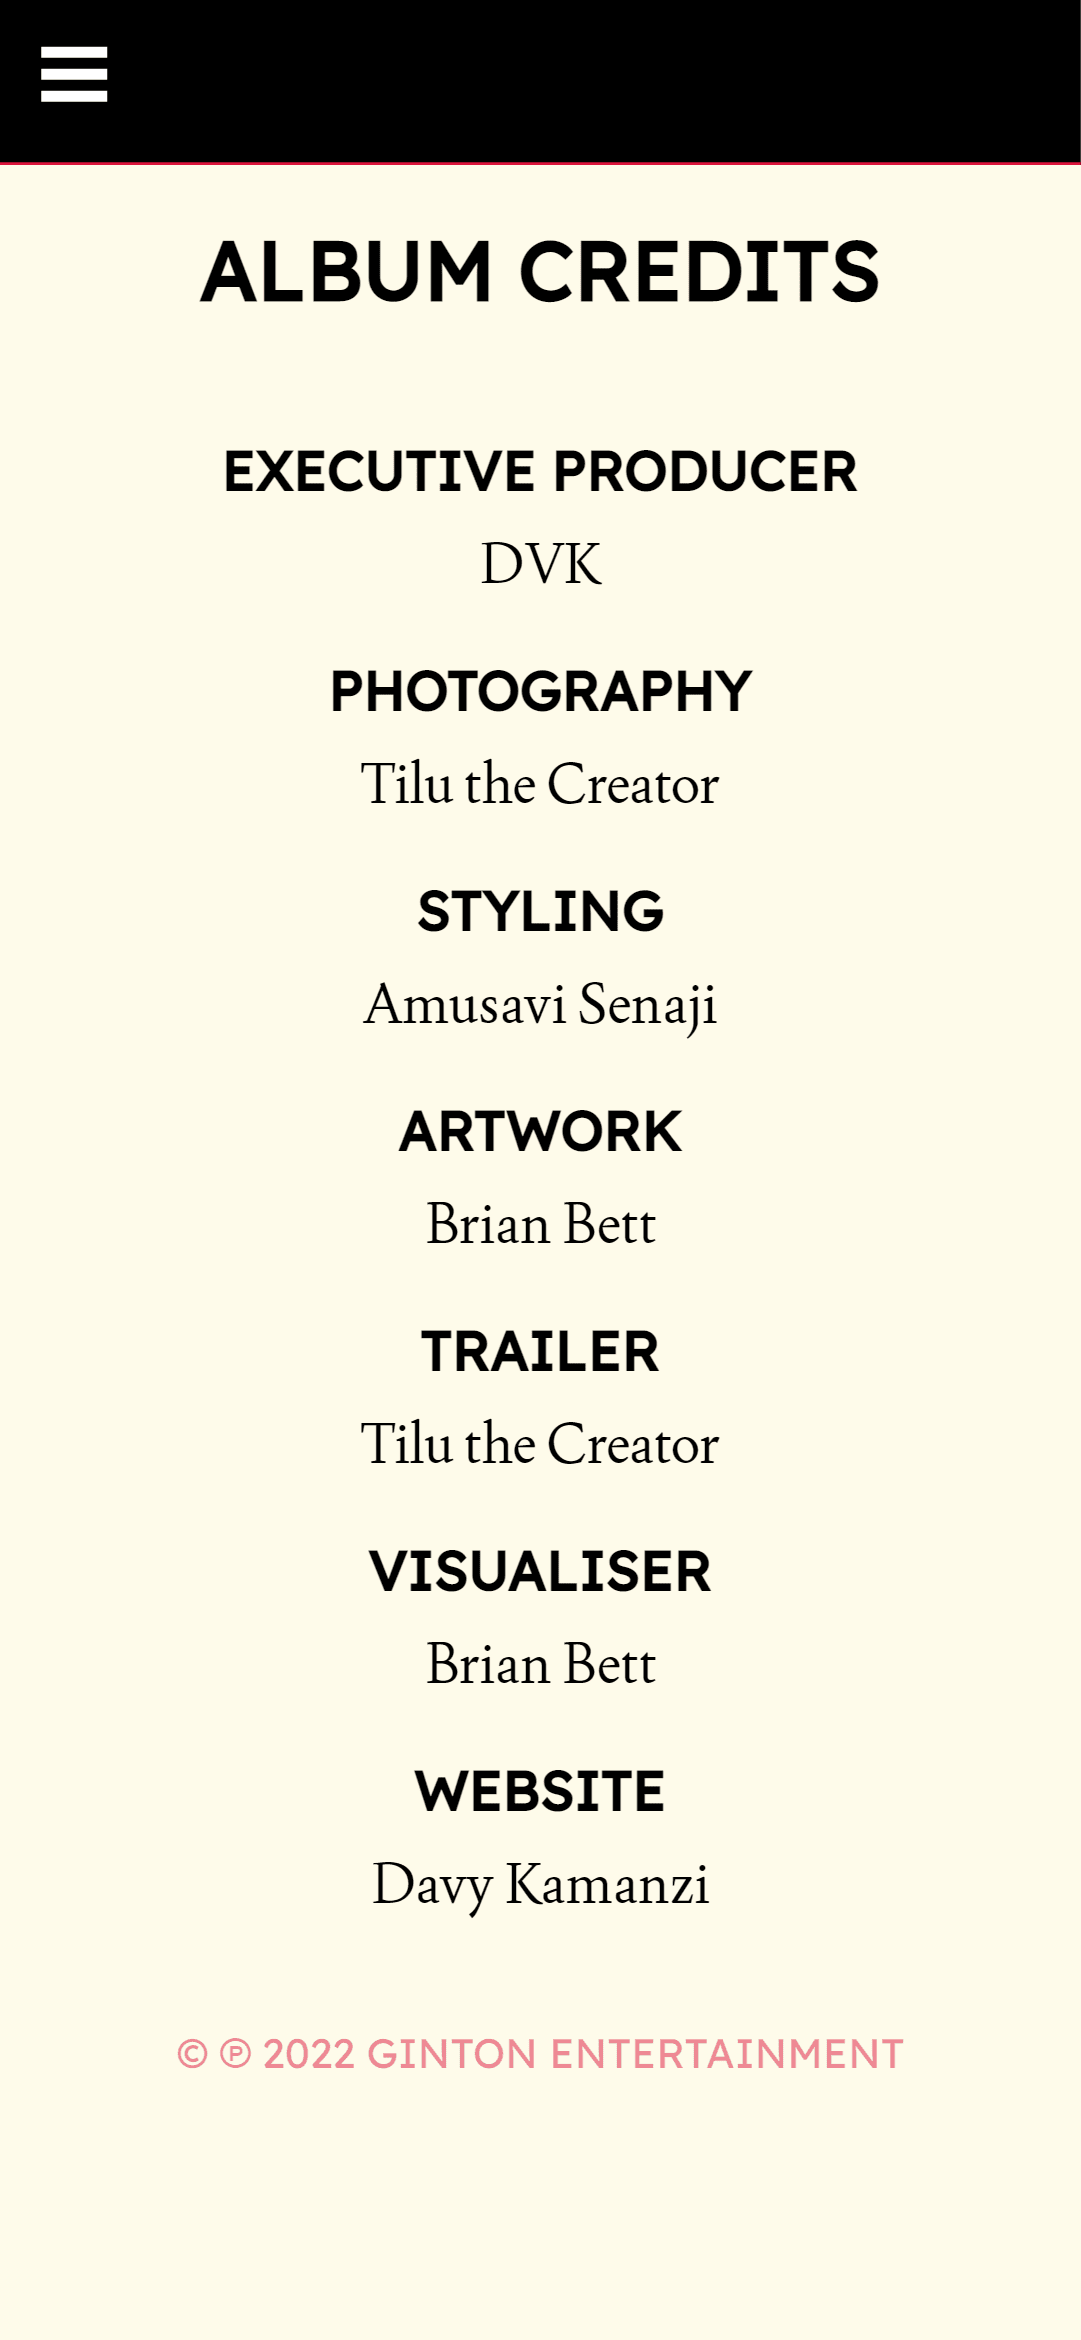 ALBUM CREDITS
EXECUTIVE PRODUCER
DVK
PHOTOGRAPHY
Tilu the Creator
STYLING
Amusavi Senaji
ARTWORK
Brian Bett
TRAILER
Tilu the Creator
VISUALISER
Brian Bett
WEBSITE
Davy Kamanzi
© ℗ 2022 GINTON ENTERTAINMENT